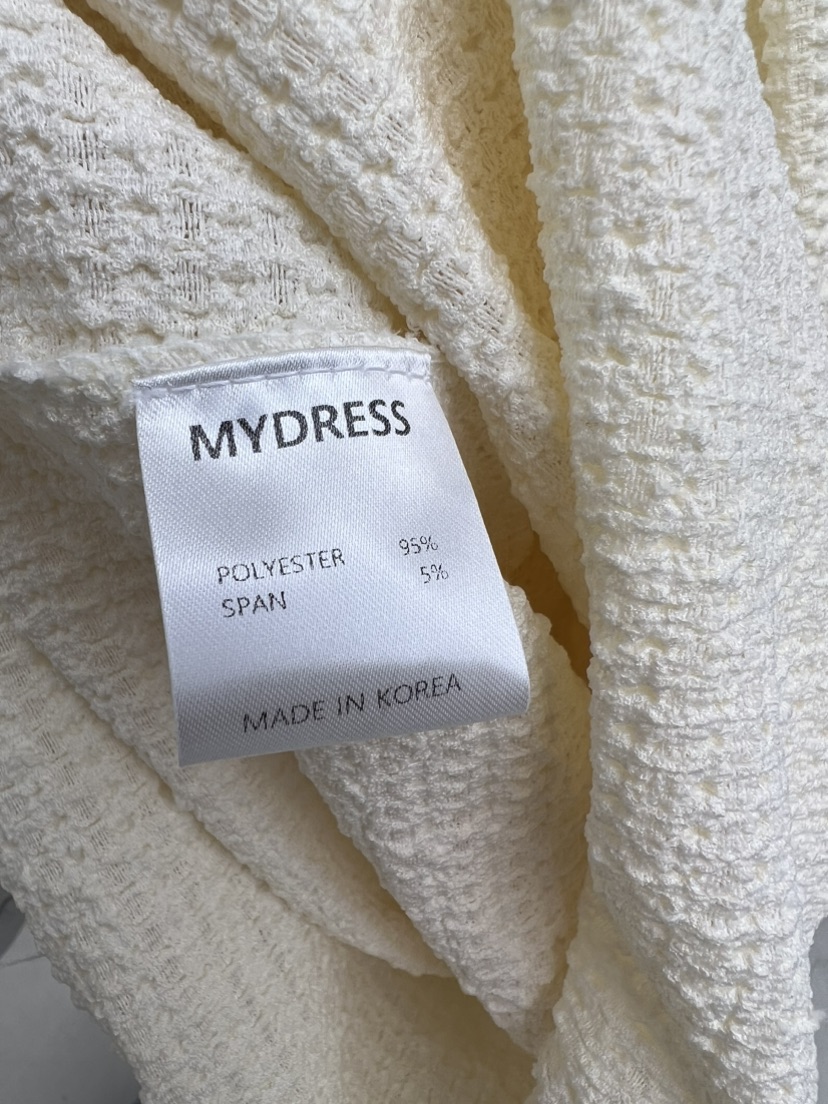 MYDRESS
POLYESTER 95%
SPAN 5%
MADE IN KOREA